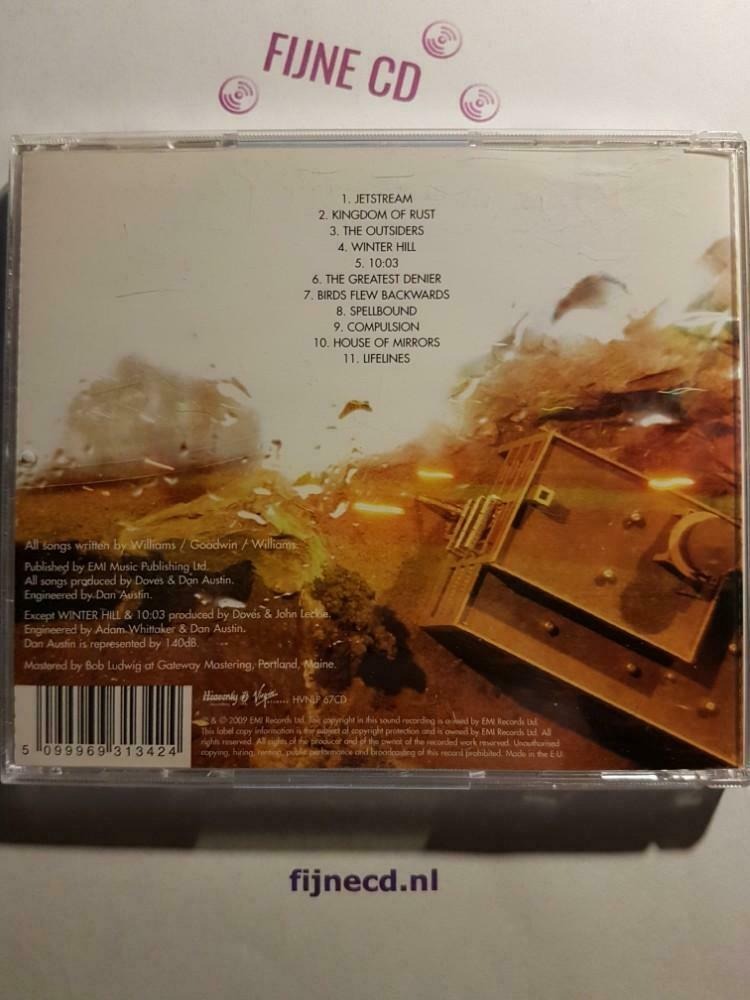 FIJNE CD
1. JETSTREAM
2. KINGDOM OF RUST
3. THE OUTSIDERS
4. WINTER HILL
5. 10:03
6. THE GREATEST DENIER
7. BIRDS FLEW BACKWARDS
8. SPELLBOUND
9. COMPULSION
10. HOUSE OF MIRRORS
11. LIFELINES
All songs written by Williams / Goodwin / Williams.
Published by EMI Music Publishing Ltd.
All songs produced by Doves & Dan Austin.
Engineered by Dan Austin.
Except WINTER HILL & 10:03 produced by Doves & John Leckie.
Engineered by Adam Whittaker & Dan Austin.
Dan Austin is represented by 140dB.
Mastered by Bob Ludwig at Gateway Mastering, Portland, Maine.
Heavenly Virgin HVNLP 67CD
& © 2009 EMI Records Ltd. The copyright in this sound recording is owned by EMI Records Ltd.
This label copy information is the subject of copyright protection and is owned by EMI Records Ltd. All
rights reserved. All rights of the producer and of the owner of the recorded work reserved. Unauthorised
copying, hiring, renting, public performance and broadcasting of this record prohibited. Made in the E.U.
5 099969 313424
fijnecd.nl